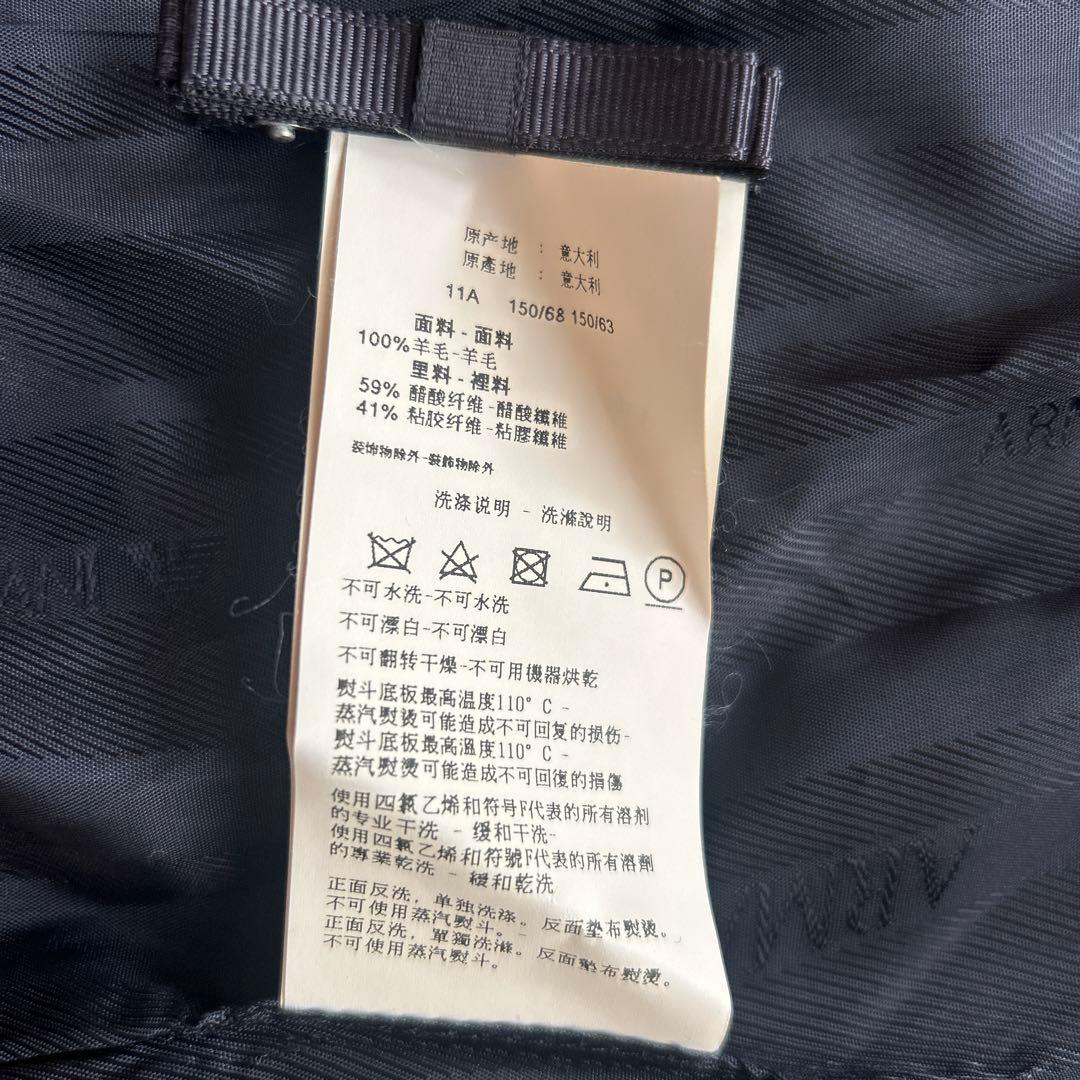 原产地 : 意大利
原產地 : 意大利
11A 150/68 150/63
面料 - 面料
100%羊毛-羊毛
里料 - 裡料
59% 醋酸纤维 -醋酸纖維
41% 粘胶纤维 -粘膠纖維
装饰物除外-裝飾物除外
洗涤说明 - 洗滌說明
P
不可水洗-不可水洗
不可漂白-不可漂白
不可翻转干燥-不可用機器烘乾
熨斗底板最高温度110° C -
蒸汽熨烫可能造成不可回复的损伤-
熨斗底板最高溫度110° C -
蒸汽熨燙可能造成不可回復的損傷
使用四氯乙烯和符号F代表的所有溶剂
的专业干洗 - 缓和干洗-
使用四氯乙烯和符號F代表的所有溶劑
的專業乾洗 - 緩和乾洗
正面反洗, 单独洗涤。反面垫布熨烫。
不可使用蒸汽熨斗。-
正面反洗, 單獨洗滌。反面墊布熨燙。
不可使用蒸汽熨斗。